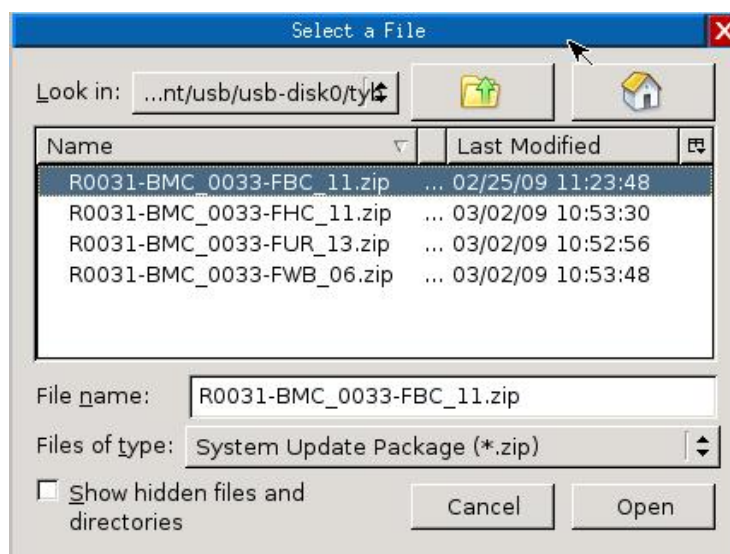 Select a File
Look in: ...nt/usb/usb-disk0/tyl
Name Last Modified
R0031-BMC_0033-FBC_11.zip ... 02/25/09 11:23:48
R0031-BMC_0033-FHC_11.zip ... 03/02/09 10:53:30
R0031-BMC_0033-FUR_13.zip ... 03/02/09 10:52:56
R0031-BMC_0033-FWB_06.zip ... 03/02/09 10:53:48
File name: R0031-BMC_0033-FBC_11.zip
Files of type: System Update Package (*.zip)
Show hidden files and
directories
Cancel Open